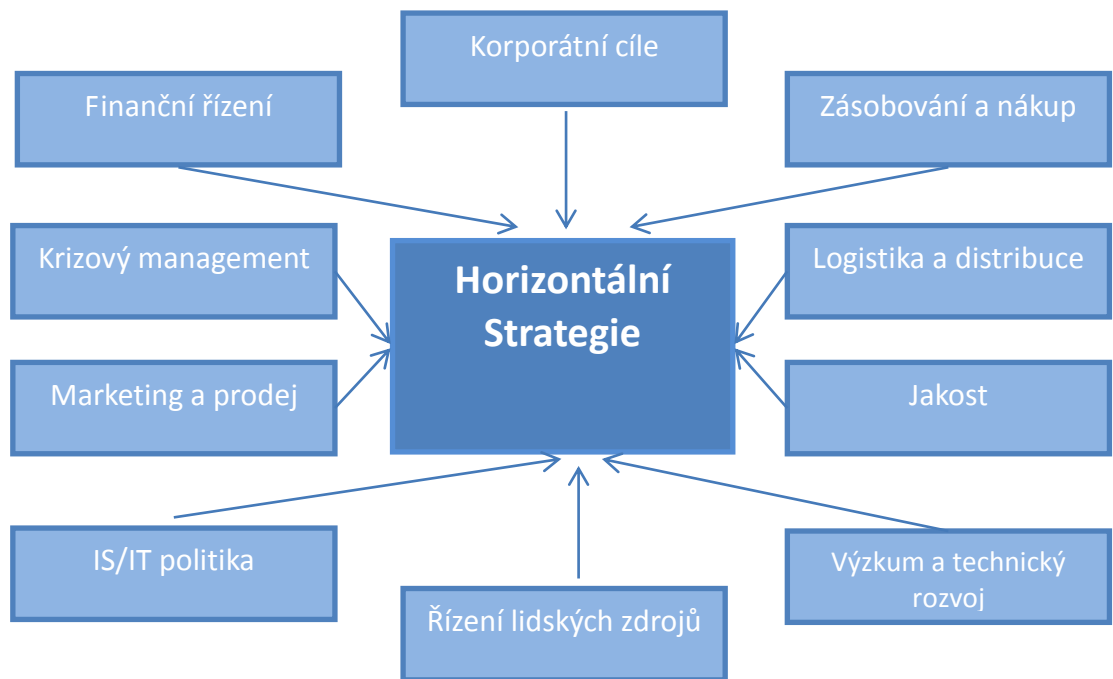 Korporátní cíle
Finanční řízení
Zásobování a nákup
Krizový management
Horizontální
Strategie
Logistika a distribuce
Marketing a prodej
Jakost
IS/IT politika
Řízení lidských zdrojů
Výzkum a technický
rozvoj